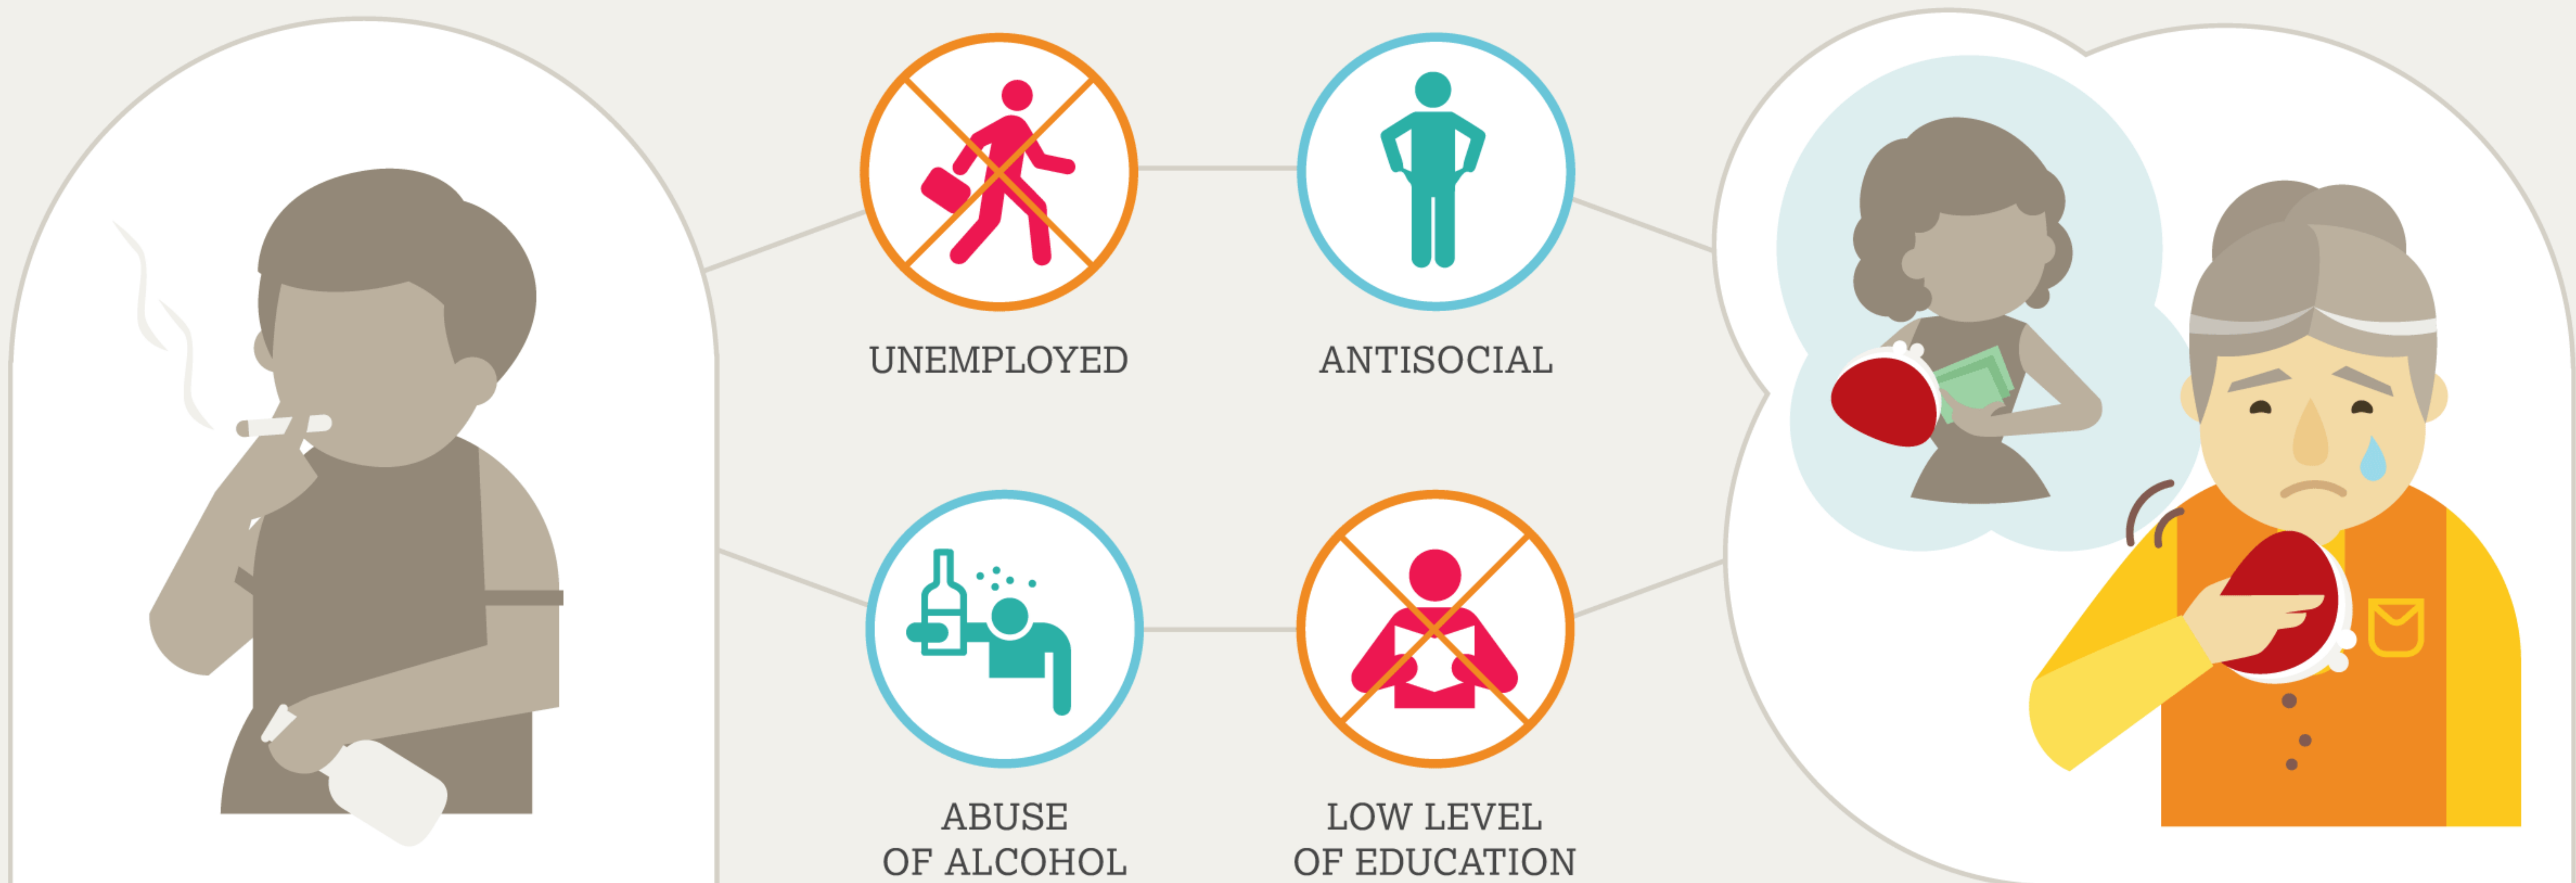 UNEMPLOYED
ANTISOCIAL
ABUSE
OF ALCOHOL
LOW LEVEL
OF EDUCATION